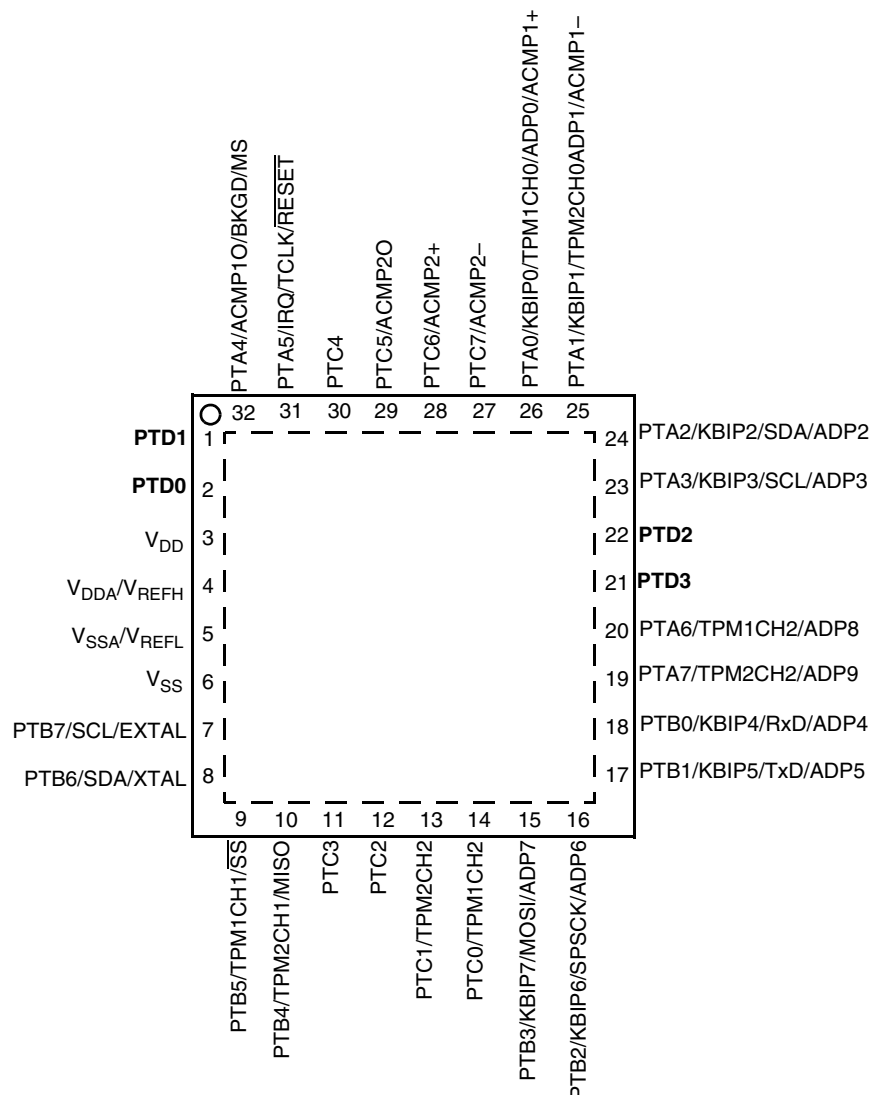 PTA4/ACMP1O/BKGD/MS
PTA5/IRQ/TCLK/RESET
PTC4
PTC5/ACMP2O
PTC6/ACMP2+
PTC7/ACMP2–
PTA0/KBIP0/TPM1CH0/ADP0/ACMP1+
PTA1/KBIP1/TPM2CH0ADP1/ACMP1–
32 31 30 29 28 27 26 25
PTD1 1
PTD0 2
VDD 3
VDDA/VREFH 4
VSSA/VREFL 5
VSS 6
PTB7/SCL/EXTAL 7
PTB6/SDA/XTAL 8
24 PTA2/KBIP2/SDA/ADP2
23 PTA3/KBIP3/SCL/ADP3
22 PTD2
21 PTD3
20 PTA6/TPM1CH2/ADP8
19 PTA7/TPM2CH2/ADP9
18 PTB0/KBIP4/RxD/ADP4
17 PTB1/KBIP5/TxD/ADP5
9 10 11 12 13 14 15 16
PTB5/TPM1CH1/SS
PTB4/TPM2CH1/MISO
PTC3
PTC2
PTC1/TPM2CH2
PTC0/TPM1CH2
PTB3/KBIP7/MOSI/ADP7
PTB2/KBIP6/SPSCK/ADP6